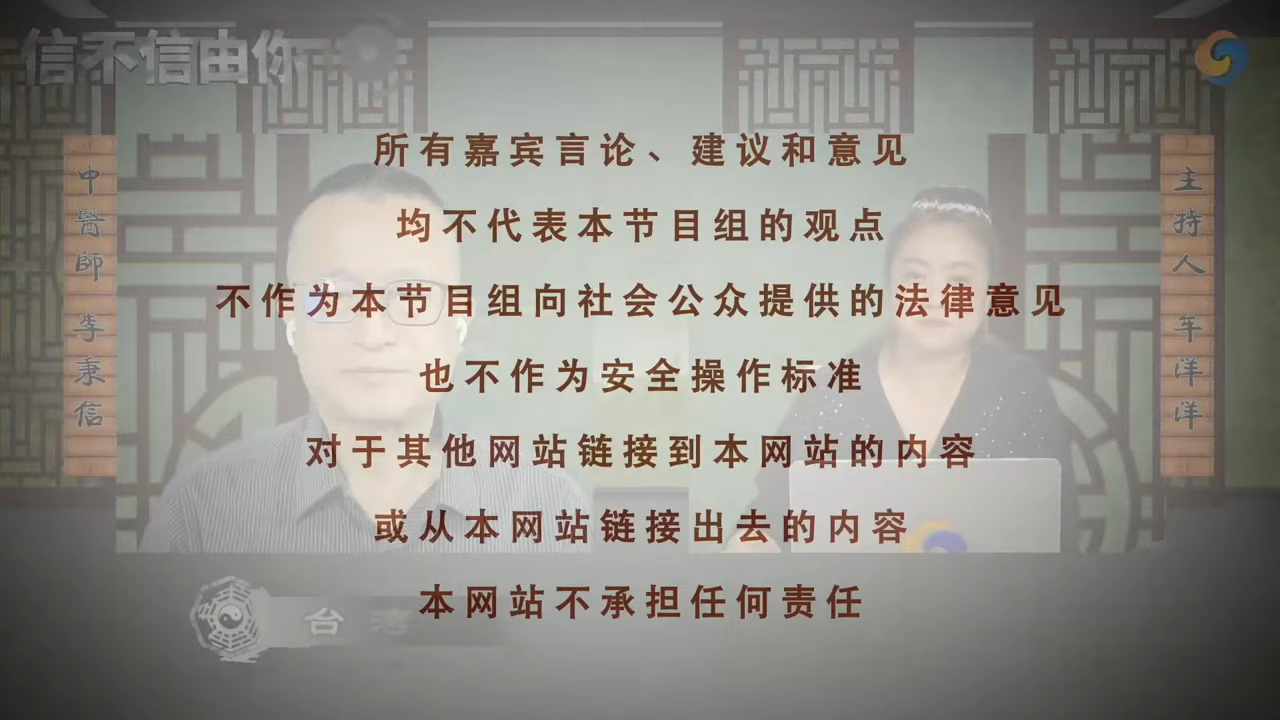 信不信由你
所有嘉宾言论、建议和意见
均不代表本节目组的观点
不作为本节目组向社会公众提供的法律意见
也不作为安全操作标准
对于其他网站链接到本网站的内容
或从本网站链接出去的内容
本网站不承担任何责任
中醫師 李秉信
主持人 车洋洋
台湾